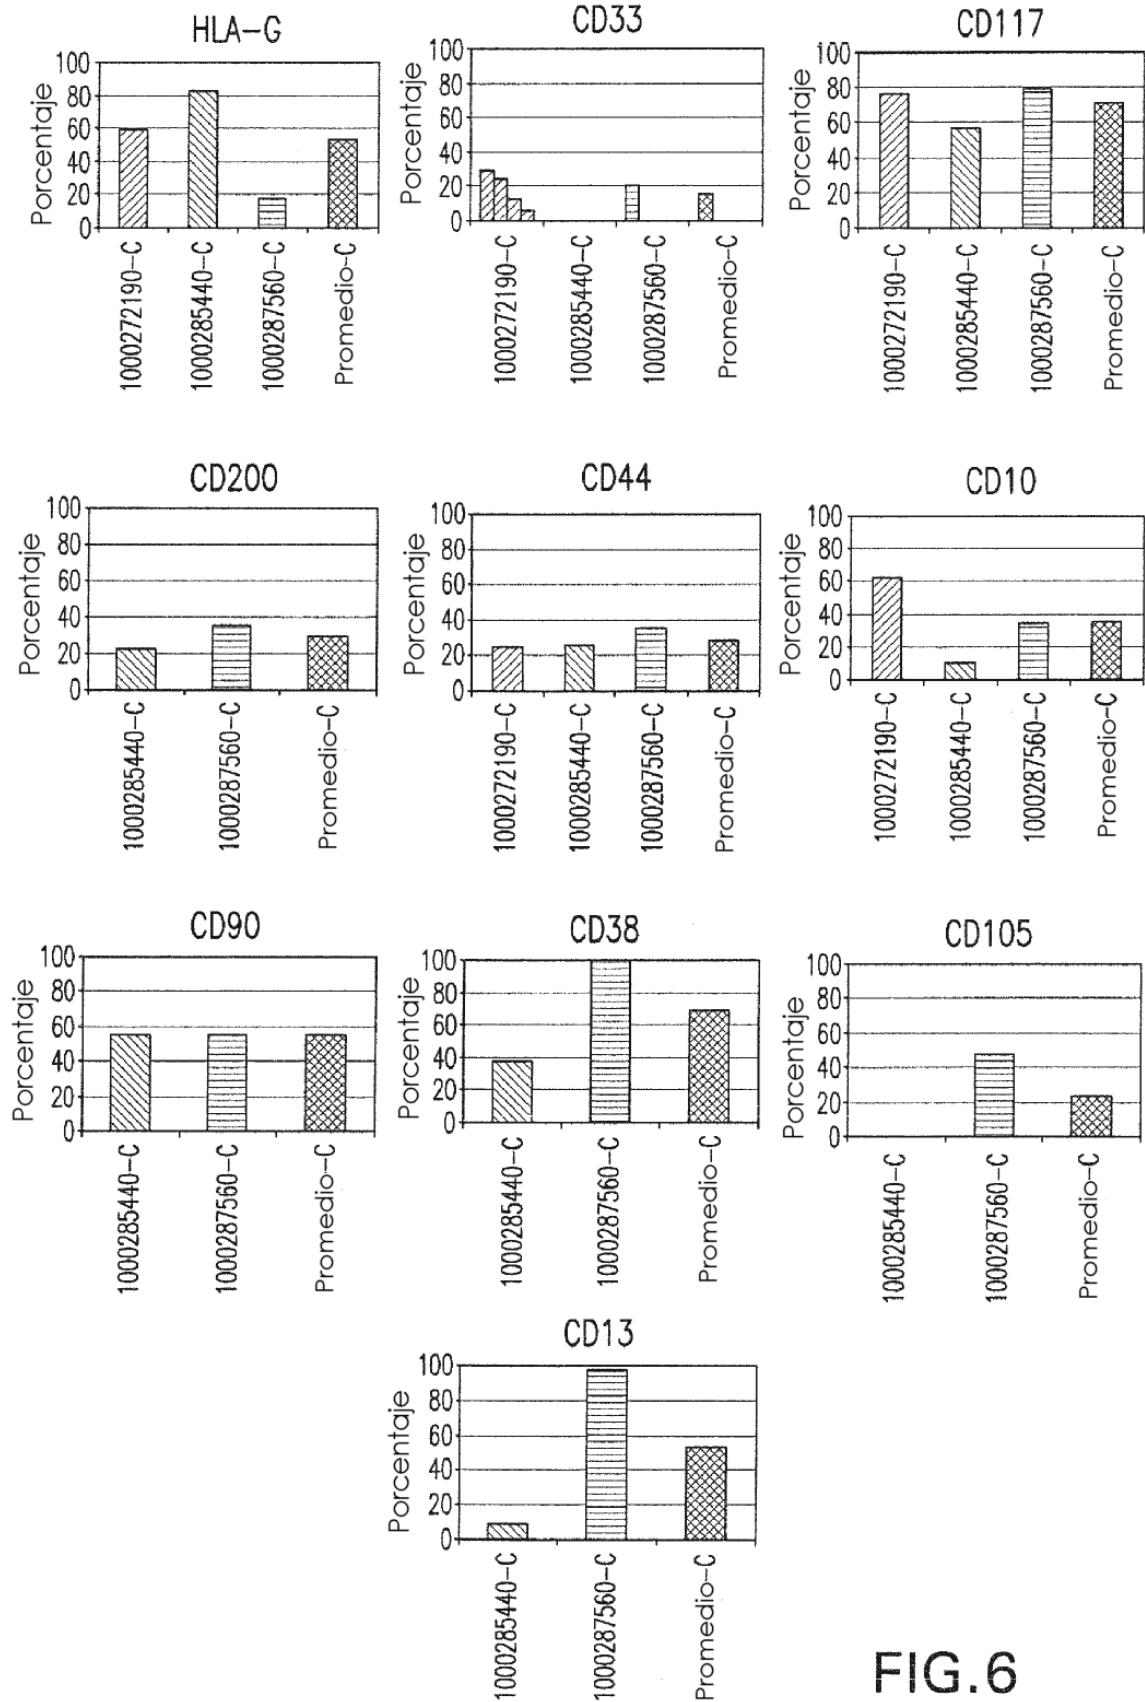 HLA-G
Porcentaje
100
80
60
40
20
0
1000272190-C
1000285440-C
1000287560-C
Promedio-C
CD33
Porcentaje
100
80
60
40
20
0
1000272190-C
1000285440-C
1000287560-C
Promedio-C
CD117
Porcentaje
100
80
60
40
20
0
1000272190-C
1000285440-C
1000287560-C
Promedio-C
CD200
Porcentaje
100
80
60
40
20
0
1000285440-C
1000287560-C
Promedio-C
CD44
Porcentaje
100
80
60
40
20
0
1000272190-C
1000285440-C
1000287560-C
Promedio-C
CD10
Porcentaje
100
80
60
40
20
0
1000272190-C
1000285440-C
1000287560-C
Promedio-C
CD90
Porcentaje
100
80
60
40
20
0
1000285440-C
1000287560-C
Promedio-C
CD38
Porcentaje
100
80
60
40
20
0
1000285440-C
1000287560-C
Promedio-C
CD105
Porcentaje
100
80
60
40
20
0
1000285440-C
1000287560-C
Promedio-C
CD13
Porcentaje
100
80
60
40
20
0
1000285440-C
1000287560-C
Promedio-C
FIG.6